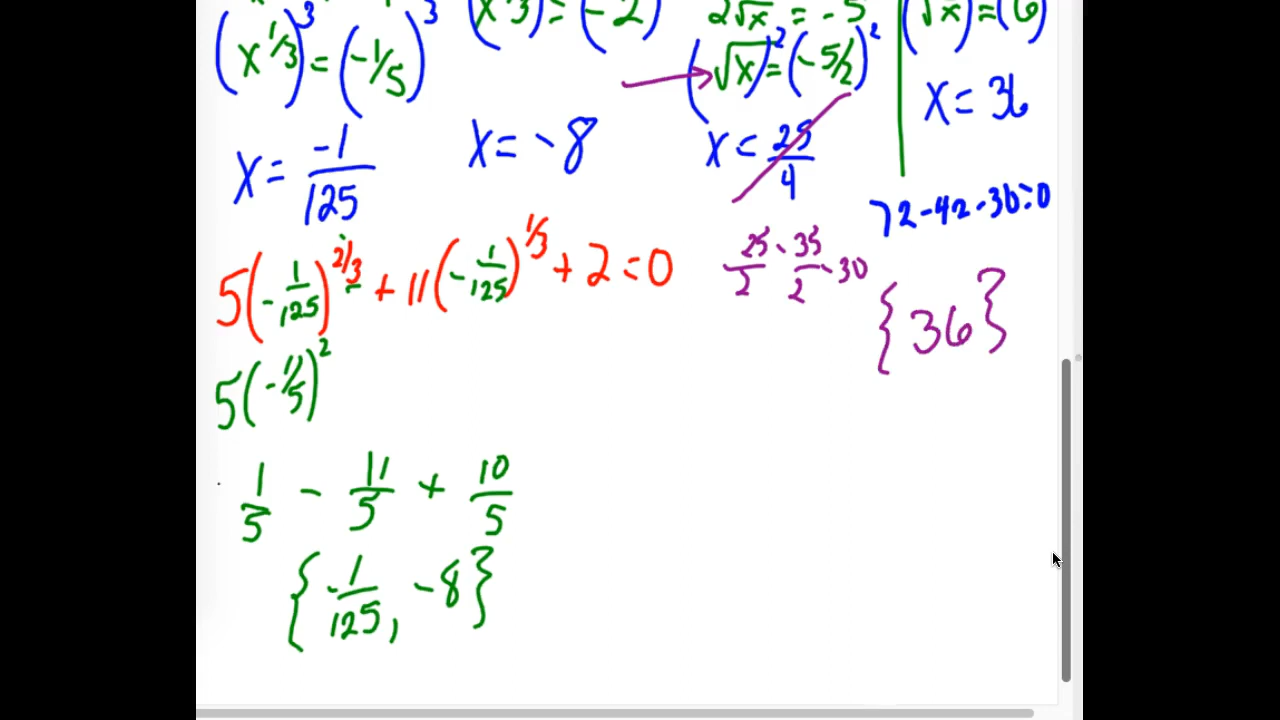 (x^1/3)^3 = (-1/5)^3
(x^1/3) = (-2)
2√x = -5
(√x) = (6)
(√x)^2 = (-5/2)^2
x = 36
x = -1/125
x = -8
x = 25/4
72-42-30=0
5(-1/125)^2/3 + 11(-1/125)^1/3 + 2 = 0
25/2 - 35/2 - 30
{36}
5(-1/5)^2
1/5 - 11/5 + 10/5
{-1/125, -8}